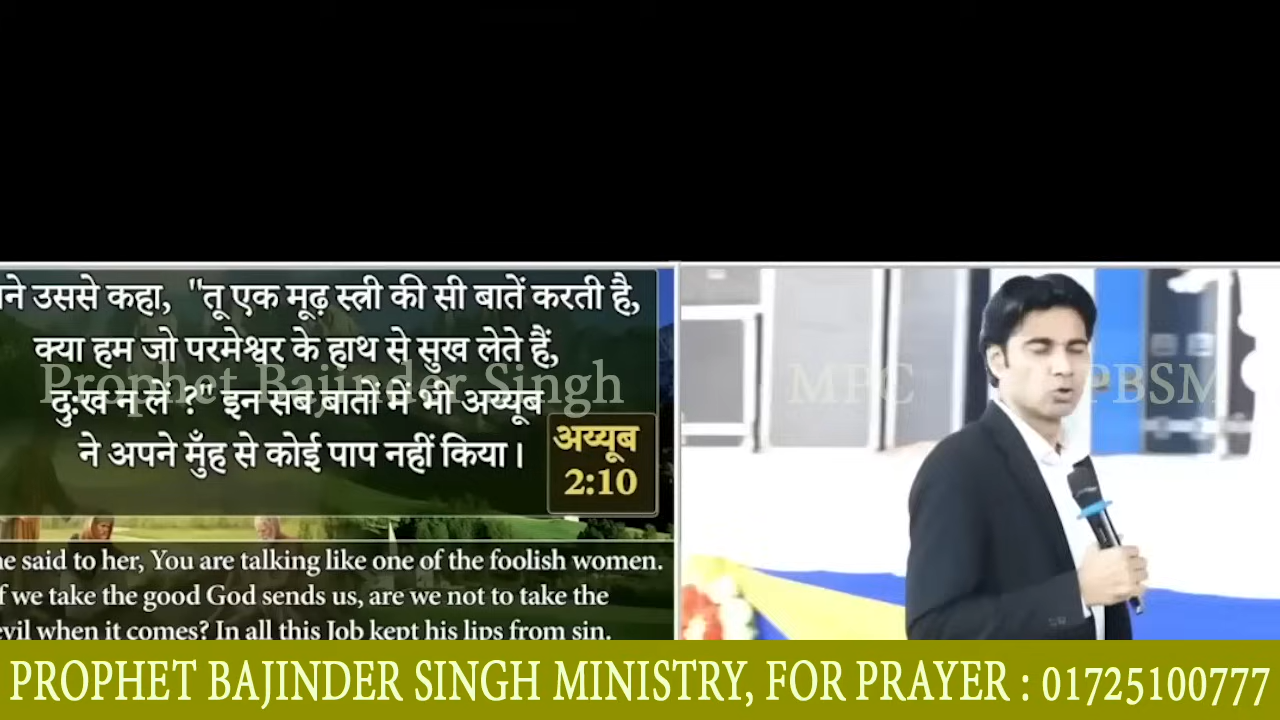 ने उससे कहा, "तू एक मूढ़ स्त्री की सी बातें करती है,
क्या हम जो परमेश्वर के हाथ से सुख लेते हैं,
दुःख न लें ?" इन सब बातों में भी अय्यूब
ने अपने मुँह से कोई पाप नहीं किया।
अय्यूब
2:10
Prophet Bajinder Singh
MPC
PBSM
he said to her, You are talking like one of the foolish women.
If we take the good God sends us, are we not to take the
evil when it comes? In all this Job kept his lips from sin.
PROPHET BAJINDER SINGH MINISTRY, FOR PRAYER : 01725100777